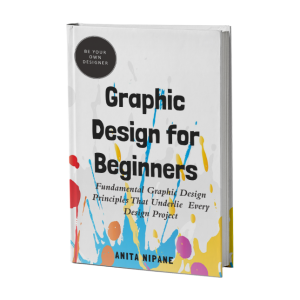 BE YOUR
OWN
DESIGNER
Graphic
Design for
Beginners
Fundamental Graphic Design
Principles That Underlie Every
Design Project
ANITA NIPANE